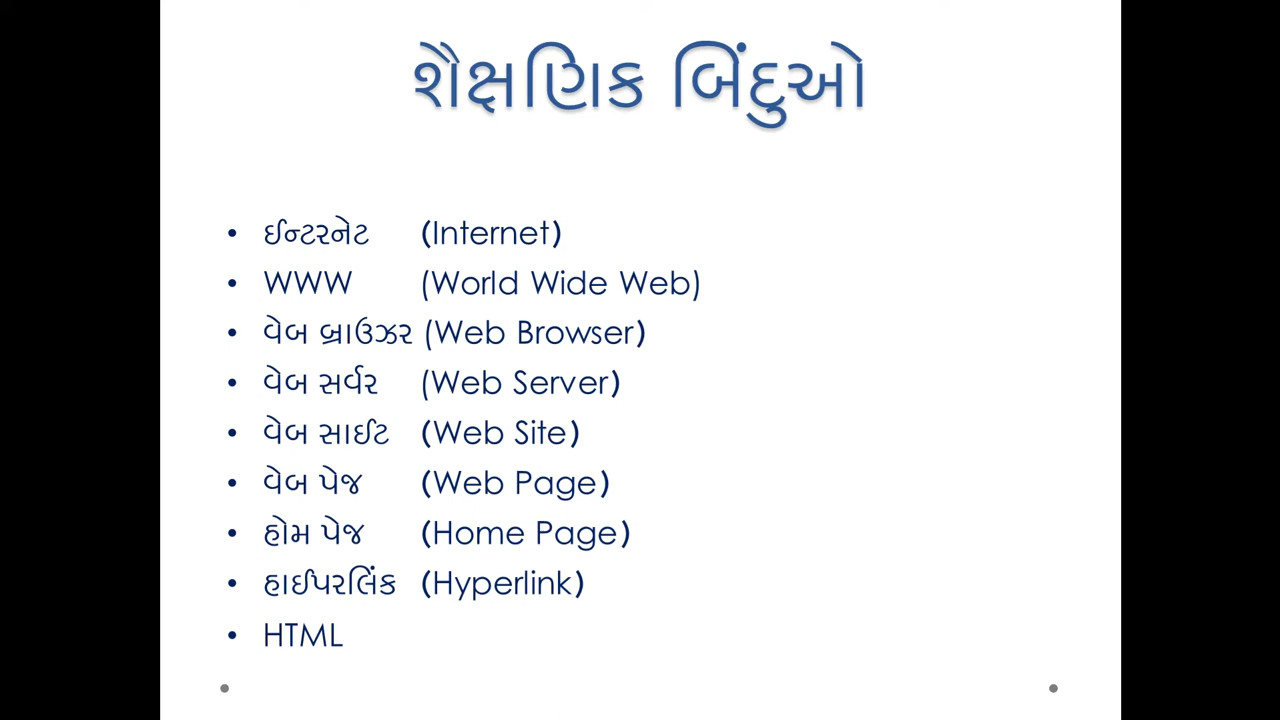 શૈક્ષણિક બિંદુઓ
• ઈન્ટરનેટ (Internet)
• WWW (World Wide Web)
• વેબ બ્રાઉઝર (Web Browser)
• વેબ સર્વર (Web Server)
• વેબ સાઈટ (Web Site)
• વેબ પેજ (Web Page)
• હોમ પેજ (Home Page)
• હાઈપરલિંક (Hyperlink)
• HTML